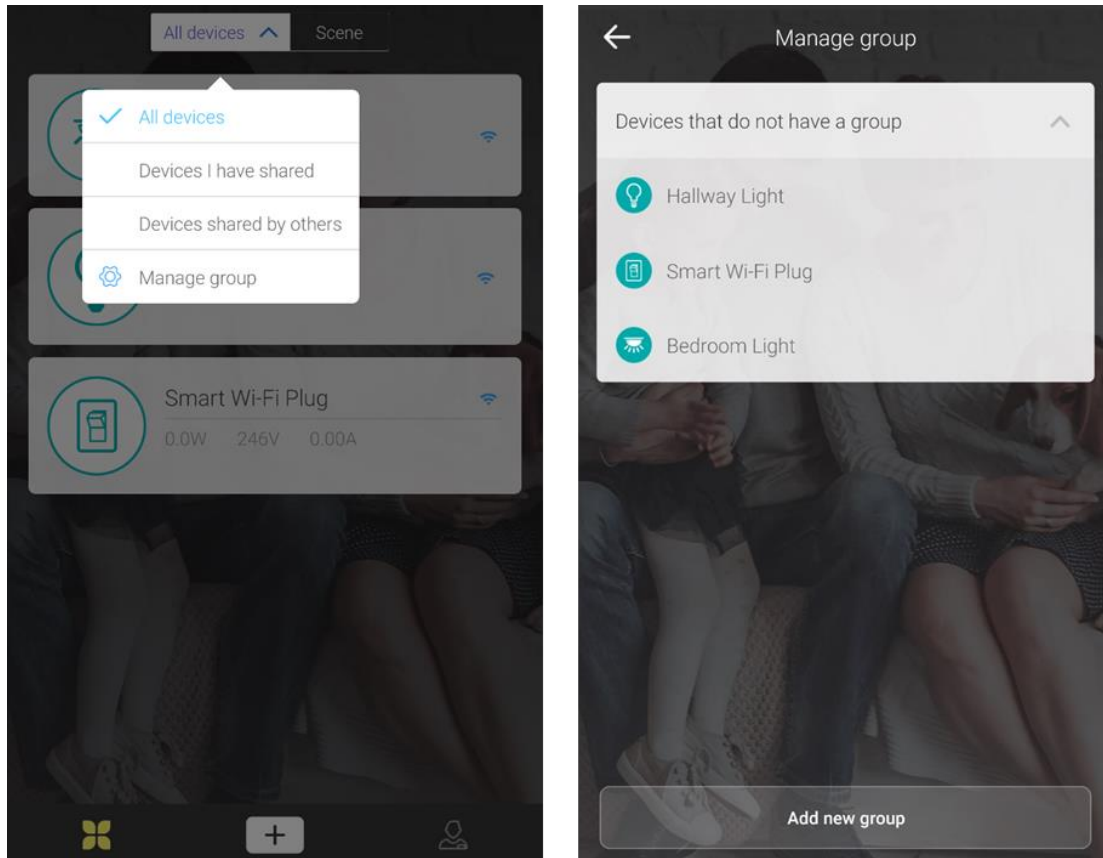 All devices
Scene
All devices
Devices I have shared
Devices shared by others
Manage group
Smart Wi-Fi Plug
0.0W 246V 0.00A
Manage group
Devices that do not have a group
Hallway Light
Smart Wi-Fi Plug
Bedroom Light
Add new group